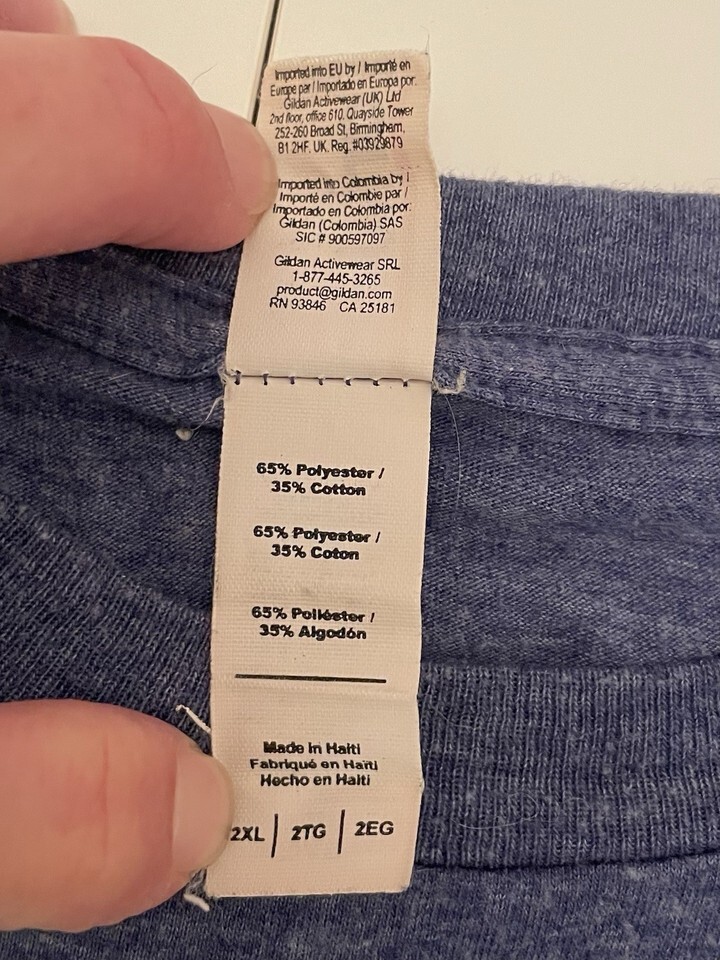 Imported into EU by / Importé en
Europe par / Importado en Europa por:
Gildan Activewear (UK) Ltd
2nd floor, office 610, Quayside Tower
252-260 Broad St, Birmingham,
B1 2HF, UK, Reg. #03929879
Imported into Colombia by /
Importé en Colombie par /
Importado en Colombia por:
Gildan (Colombia) SAS
SIC # 900597097
Gildan Activewear SRL
1-877-445-3265
product@gildan.com
RN 93846 CA 25181
65% Polyester /
35% Cotton
65% Polyester /
35% Coton
65% Poliéster /
35% Algodón
Made in Haiti
Fabriqué en Haïti
Hecho en Haiti
2XL | 2TG | 2EG